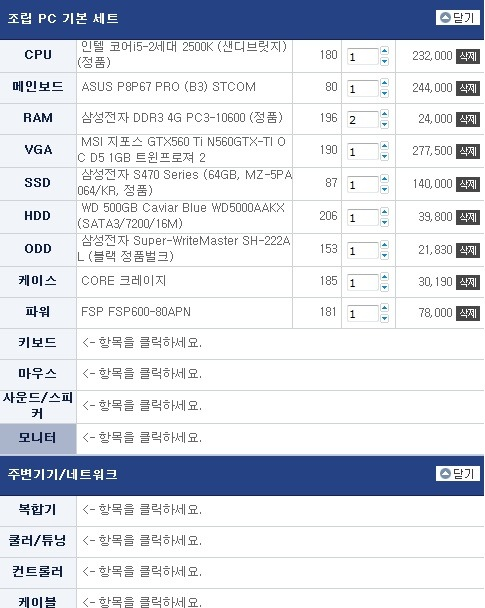 조립 PC 기본 세트 닫기
CPU 인텔 코어i5-2세대 2500K (샌디브릿지) 180 1 232,000 삭제
(정품)
메인보드 ASUS P8P67 PRO (B3) STCOM 80 1 244,000 삭제
RAM 삼성전자 DDR3 4G PC3-10600 (정품) 196 2 24,000 삭제
VGA MSI 지포스 GTX560 Ti N560GTX-TI O 190 1 277,500 삭제
C D5 1GB 트윈프로져 2
SSD 삼성전자 S470 Series (64GB, MZ-5PA 87 1 140,000 삭제
064/KR, 정품)
HDD WD 500GB Caviar Blue WD5000AAKX 206 1 39,800 삭제
(SATA3/7200/16M)
ODD 삼성전자 Super-WriteMaster SH-222A 153 1 21,830 삭제
L (블랙 정품벌크)
케이스 CORE 크레이지 185 1 30,190 삭제
파워 FSP FSP600-80APN 181 1 78,000 삭제
키보드 <- 항목을 클릭하세요.
마우스 <- 항목을 클릭하세요.
사운드/스피 <- 항목을 클릭하세요.
커
모니터 <- 항목을 클릭하세요.
주변기기/네트워크 닫기
복합기 <- 항목을 클릭하세요.
쿨러/튜닝 <- 항목을 클릭하세요.
컨트롤러 <- 항목을 클릭하세요.
케이블 <- 항목을 클릭하세요.